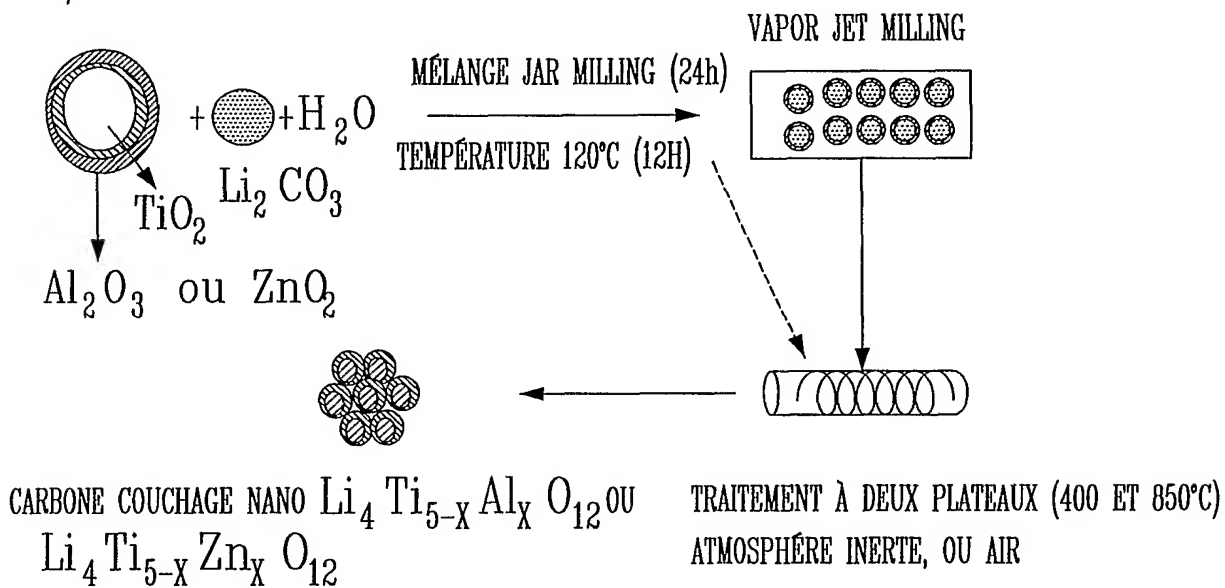 VAPOR JET MILLING
MÉLANGE JAR MILLING (24h)
+ + H₂O
TEMPÉRATURE 120°C (12H)
Li₂ CO₃
TiO₂
Al₂O₃ ou ZnO₂
CARBONE COUCHAGE NANO Li₄ Ti₅₋ₓ Alₓ O₁₂ OU
Li₄ Ti₅₋ₓ Znₓ O₁₂
TRAITEMENT À DEUX PLATEAUX (400 ET 850°C)
ATMOSPHÉRE INERTE, OU AIR